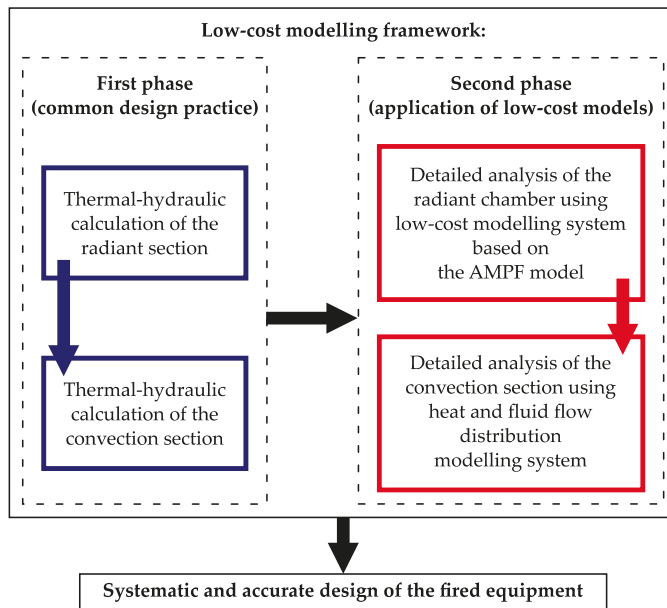 Low-cost modelling framework:
First phase
(common design practice)
Thermal-hydraulic
calculation of the
radiant section
Thermal-hydraulic
calculation of the
convection section
Second phase
(application of low-cost models)
Detailed analysis of the
radiant chamber using
low-cost modelling system
based on
the AMPF model
Detailed analysis of the
convection section using
heat and fluid flow
distribution
modelling system
Systematic and accurate design of the fired equipment